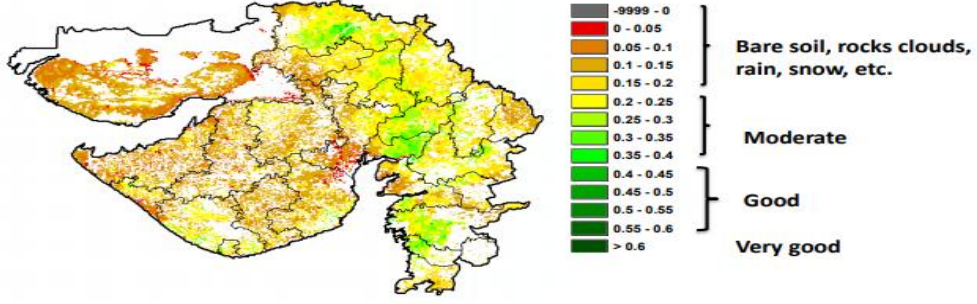 -9999 - 0
0 - 0.05
0.05 - 0.1
0.1 - 0.15
0.15 - 0.2
0.2 - 0.25
0.25 - 0.3
0.3 - 0.35
0.35 - 0.4
0.4 - 0.45
0.45 - 0.5
0.5 - 0.55
0.55 - 0.6
> 0.6
Bare soil, rocks clouds,
rain, snow, etc.
Moderate
Good
Very good